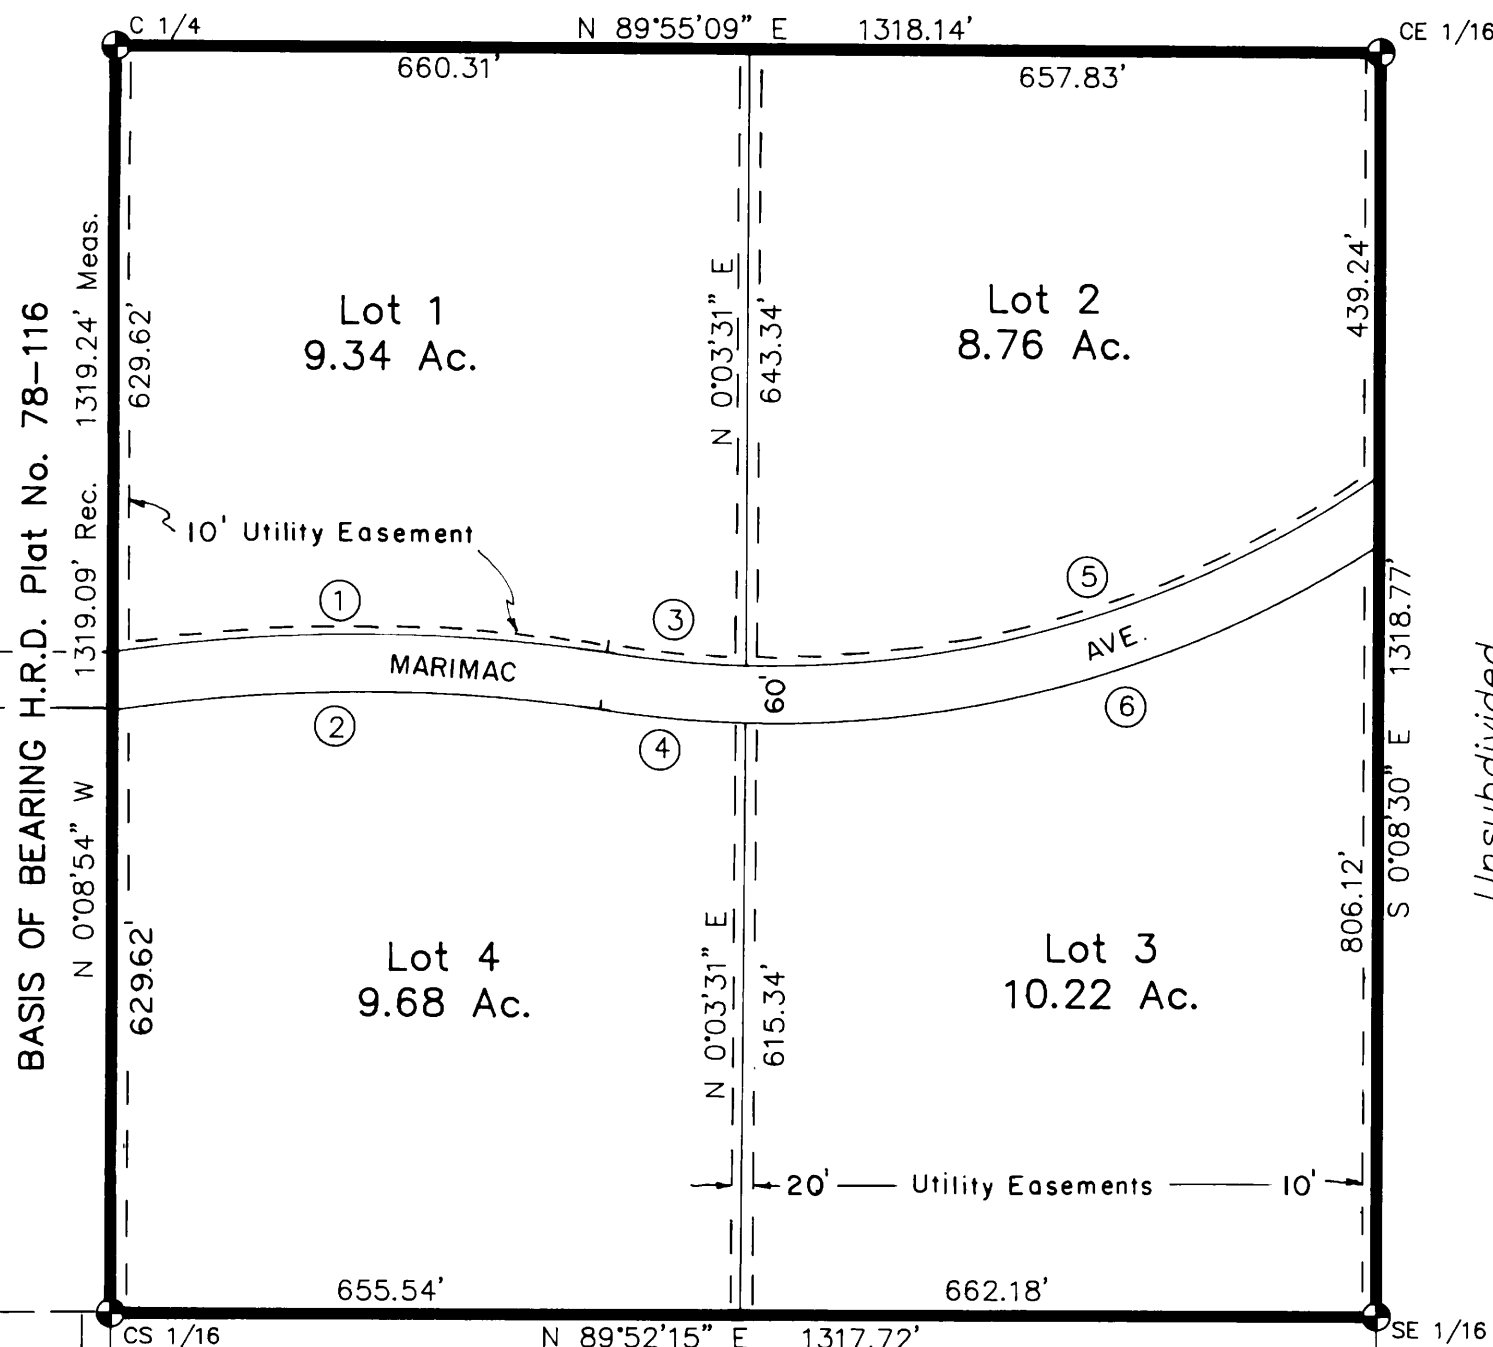 C 1/4
N 89°55'09" E 1318.14'
CE 1/16
660.31'
657.83'
BASIS OF BEARING H.R.D. Plat No. 78-116
N 0°08'54" W 1319.09' Rec. 1319.24' Meas.
629.62'
Lot 1
9.34 Ac.
N 0°03'31" E
643.34'
Lot 2
8.76 Ac.
439.24'
10' Utility Easement
1
3
5
MARIMAC
AVE.
60'
2
4
6
S 0°08'30" E 1318.77'
Unsubdivided
629.62'
Lot 4
9.68 Ac.
N 0°03'31" E
615.34'
Lot 3
10.22 Ac.
806.12'
20' Utility Easements 10'
655.54'
662.18'
CS 1/16
N 89°52'15" E 1317.72'
SE 1/16